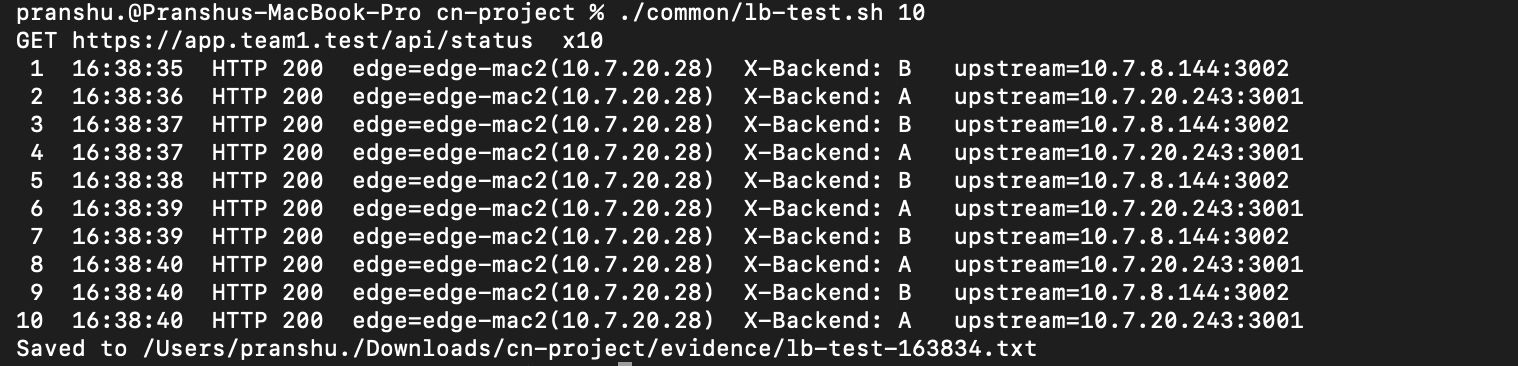 pranshu.@Pranshus-MacBook-Pro cn-project % ./common/lb-test.sh 10
GET https://app.team1.test/api/status  x10
 1  16:38:35  HTTP 200  edge=edge-mac2(10.7.20.28)  X-Backend: B   upstream=10.7.8.144:3002
 2  16:38:36  HTTP 200  edge=edge-mac2(10.7.20.28)  X-Backend: A   upstream=10.7.20.243:3001
 3  16:38:37  HTTP 200  edge=edge-mac2(10.7.20.28)  X-Backend: B   upstream=10.7.8.144:3002
 4  16:38:37  HTTP 200  edge=edge-mac2(10.7.20.28)  X-Backend: A   upstream=10.7.20.243:3001
 5  16:38:38  HTTP 200  edge=edge-mac2(10.7.20.28)  X-Backend: B   upstream=10.7.8.144:3002
 6  16:38:39  HTTP 200  edge=edge-mac2(10.7.20.28)  X-Backend: A   upstream=10.7.20.243:3001
 7  16:38:39  HTTP 200  edge=edge-mac2(10.7.20.28)  X-Backend: B   upstream=10.7.8.144:3002
 8  16:38:40  HTTP 200  edge=edge-mac2(10.7.20.28)  X-Backend: A   upstream=10.7.20.243:3001
 9  16:38:40  HTTP 200  edge=edge-mac2(10.7.20.28)  X-Backend: B   upstream=10.7.8.144:3002
10  16:38:40  HTTP 200  edge=edge-mac2(10.7.20.28)  X-Backend: A   upstream=10.7.20.243:3001
Saved to /Users/pranshu./Downloads/cn-project/evidence/lb-test-163834.txt